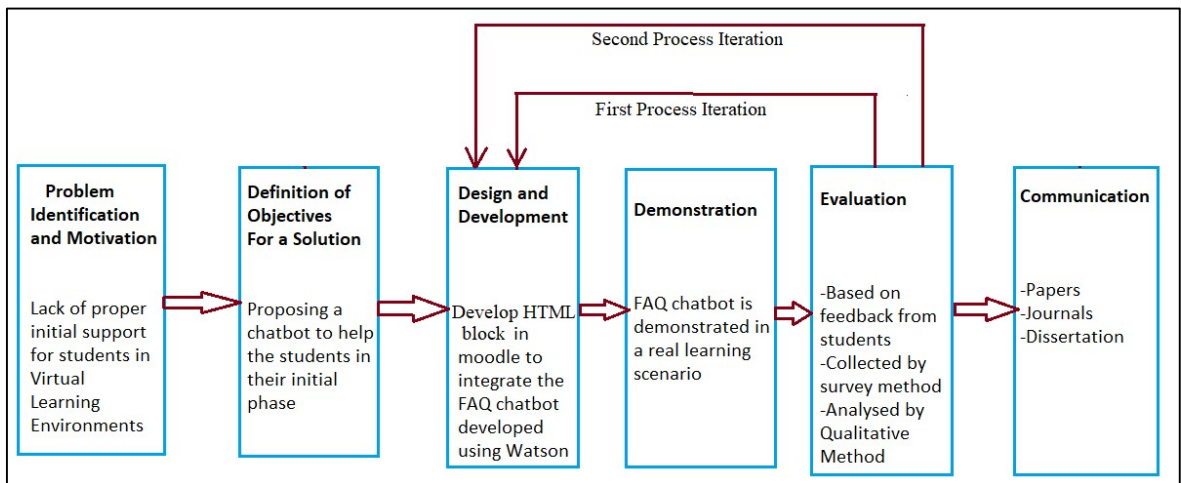 Second Process Iteration
First Process Iteration
Problem
Identification
and Motivation
Lack of proper
initial support
for students in
Virtual
Learning
Environments
Definition of
Objectives
For a Solution
Proposing a
chatbot to help
the students in
their initial
phase
Design and
Development
Develop HTML
block in
moodle to
integrate the
FAQ chatbot
developed
using Watson
Demonstration
FAQ chatbot is
demonstrated in
a real learning
scenario
Evaluation
-Based on
feedback from
students
-Collected by
survey method
-Analysed by
Qualitative
Method
Communication
-Papers
-Journals
-Dissertation